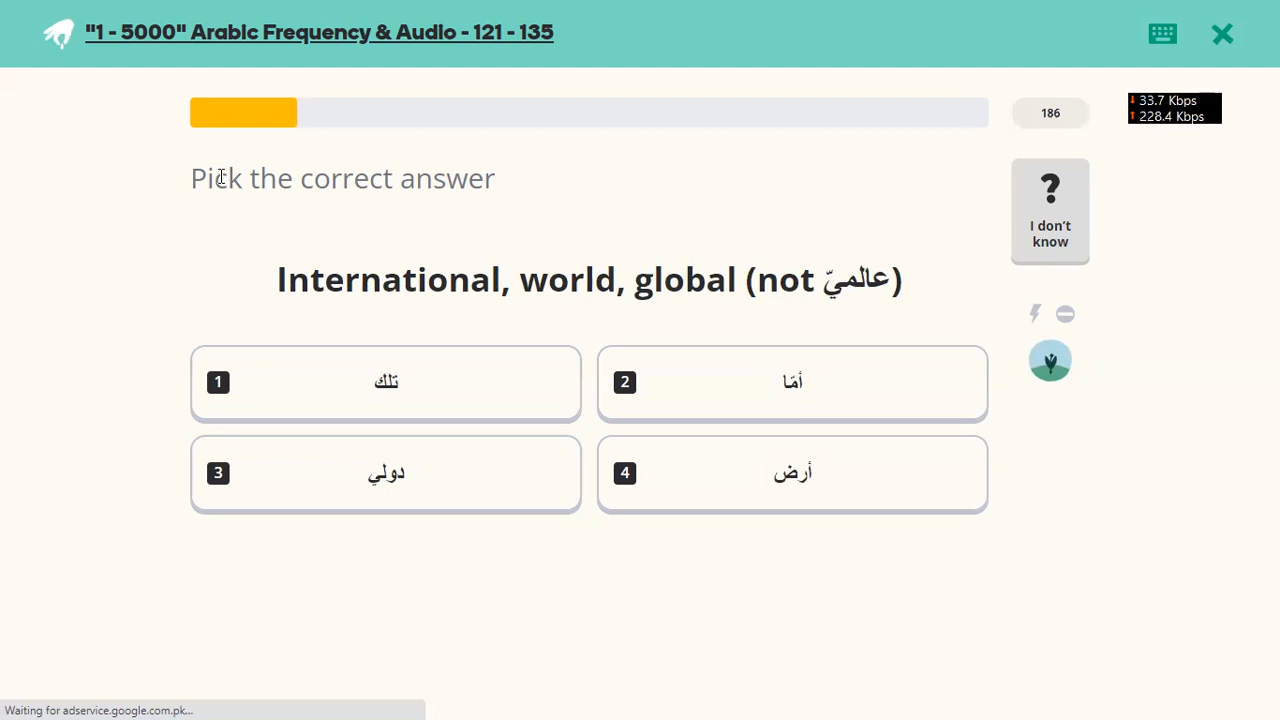 "1 - 5000" Arabic Frequency & Audio - 121 - 135
33.7 Kbps
228.4 Kbps
186
Pick the correct answer
?
I don't know
International, world, global (not عالميّ)
1 تلك
2 أمّا
3 دولي
4 أرض
Waiting for adservice.google.com.pk...